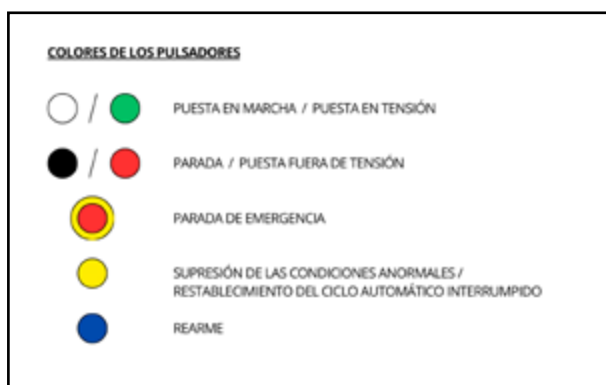 COLORES DE LOS PULSADORES
/ PUESTA EN MARCHA / PUESTA EN TENSIÓN
/ PARADA / PUESTA FUERA DE TENSIÓN
PARADA DE EMERGENCIA
SUPRESIÓN DE LAS CONDICIONES ANORMALES /
RESTABLECIMIENTO DEL CICLO AUTOMÁTICO INTERRUMPIDO
REARME